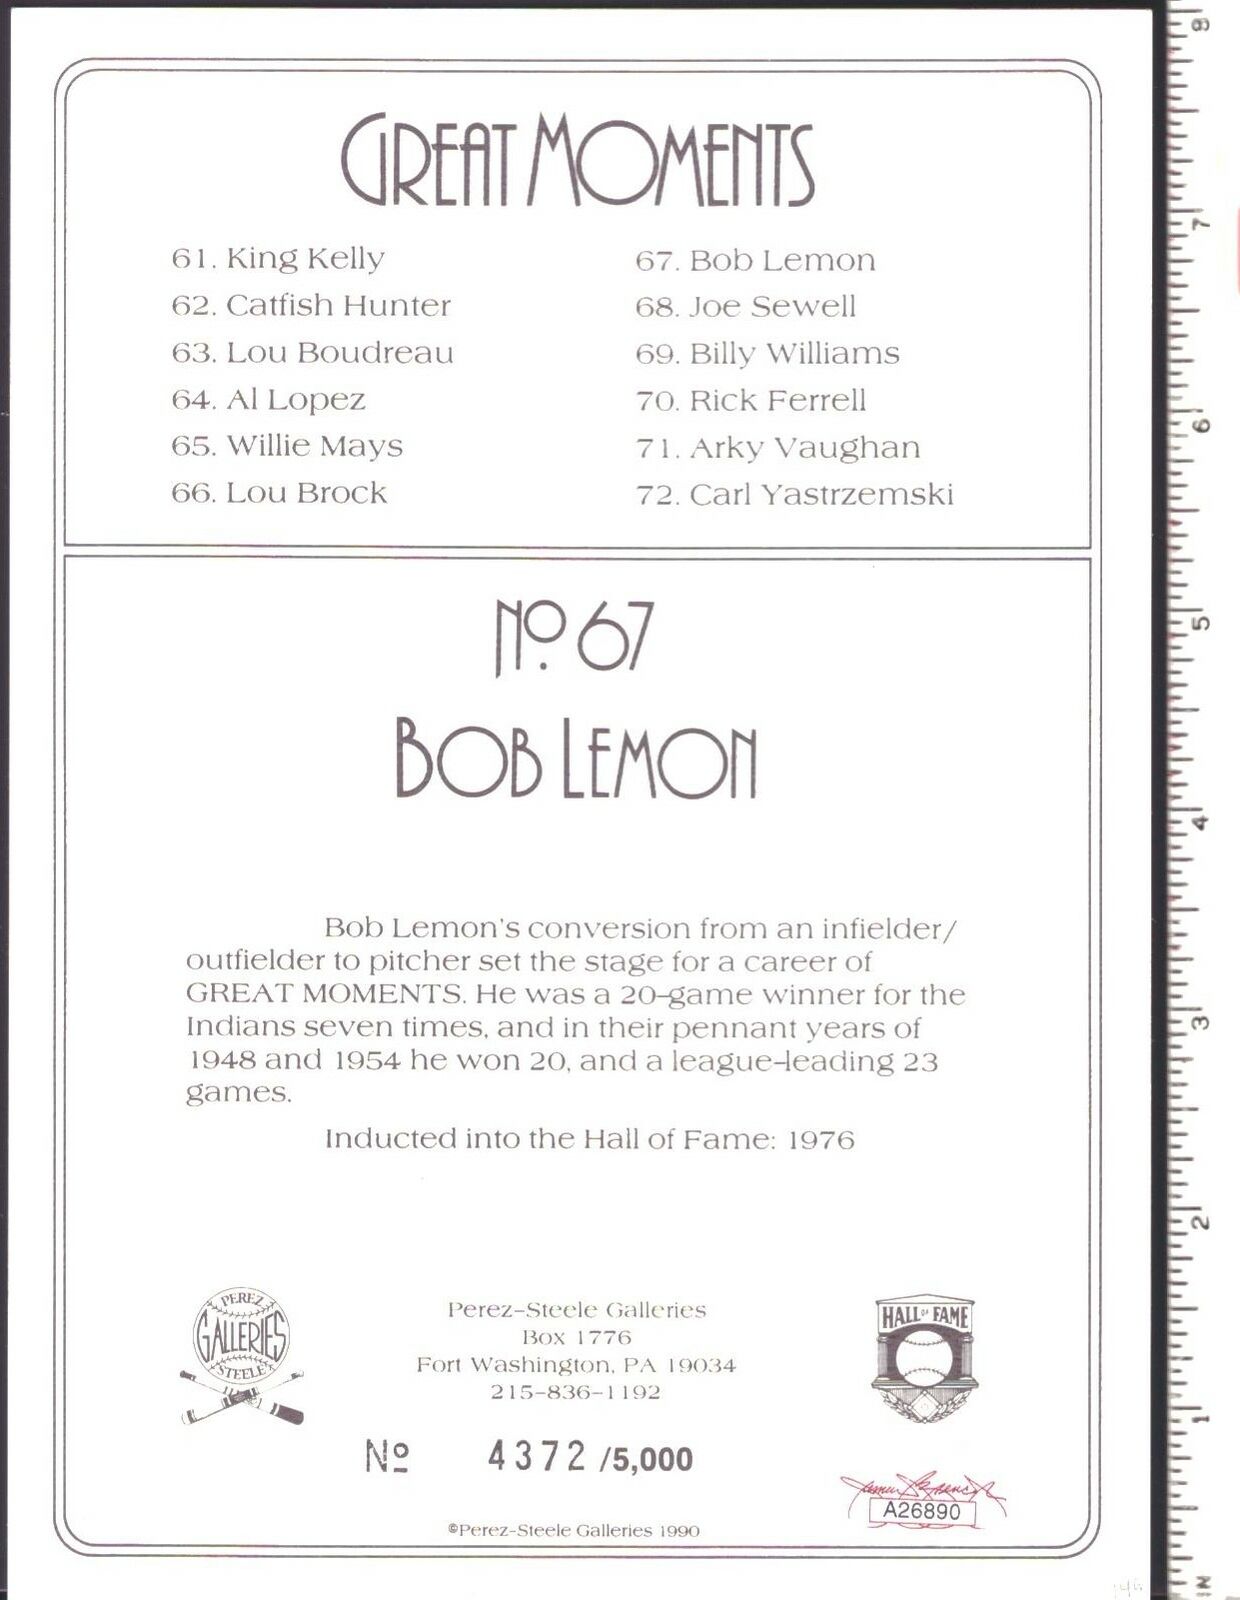 GREAT MOMENTS
61. King Kelly
62. Catfish Hunter
63. Lou Boudreau
64. Al Lopez
65. Willie Mays
66. Lou Brock
67. Bob Lemon
68. Joe Sewell
69. Billy Williams
70. Rick Ferrell
71. Arky Vaughan
72. Carl Yastrzemski
No. 67
BOB LEMON
Bob Lemon's conversion from an infielder/
outfielder to pitcher set the stage for a career of
GREAT MOMENTS. He was a 20-game winner for the
Indians seven times, and in their pennant years of
1948 and 1954 he won 20, and a league-leading 23
games.
Inducted into the Hall of Fame: 1976
PEREZ
GALLERIES
STEELE
Perez-Steele Galleries
Box 1776
Fort Washington, PA 19034
215-836-1192
HALL OF FAME
No 4372 /5,000
A26890
©Perez-Steele Galleries 1990
8
7
6
5
4
3
2
1
IN